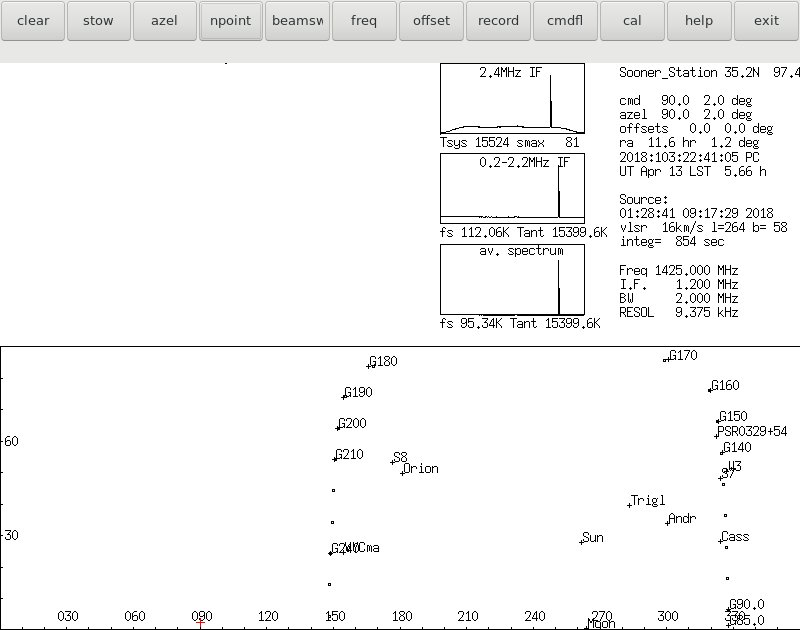 clear stow azel npoint beamsw freq offset record cmdfl cal help exit
2.4MHz IF
Tsys 15524 smax 81
0.2-2.2MHz IF
fs 112.06K Tant 15399.6K
av. spectrum
fs 95.34K Tant 15399.6K
Sooner_Station 35.2N 97.4
cmd 90.0 2.0 deg
azel 90.0 2.0 deg
offsets 0.0 0.0 deg
ra 11.6 hr 1.2 deg
2018:103:22:41:05 PC
UT Apr 13 LST 5.66 h
Source:
01:28:41 09:17:29 2018
vlsr 16km/s l=264 b= 58
integ= 854 sec
Freq 1425.000 MHz
I.F. 1.200 MHz
BW 2.000 MHz
RESOL 9.375 kHz
G180
G170
G190
G160
G200
G150
PSR0329+54
60
G210
S8
G140
Orion
W3
S7
Trigl
Andr
30
Sun
Cass
G240
G90.0
030 060 090 120 150 180 210 240 270 300 330
Moon
G85.0